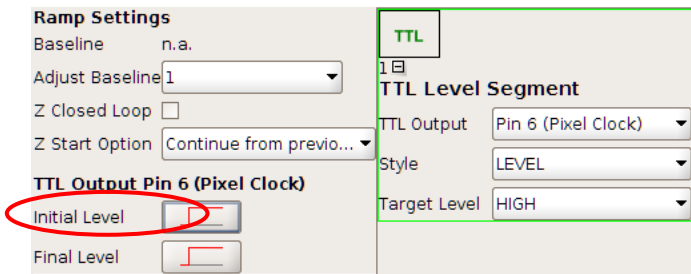 Ramp Settings
Baseline n.a.
Adjust Baseline 1
Z Closed Loop
Z Start Option Continue from previo...
TTL Output Pin 6 (Pixel Clock)
Initial Level
Final Level
TTL
1
TTL Level Segment
TTL Output Pin 6 (Pixel Clock)
Style LEVEL
Target Level HIGH